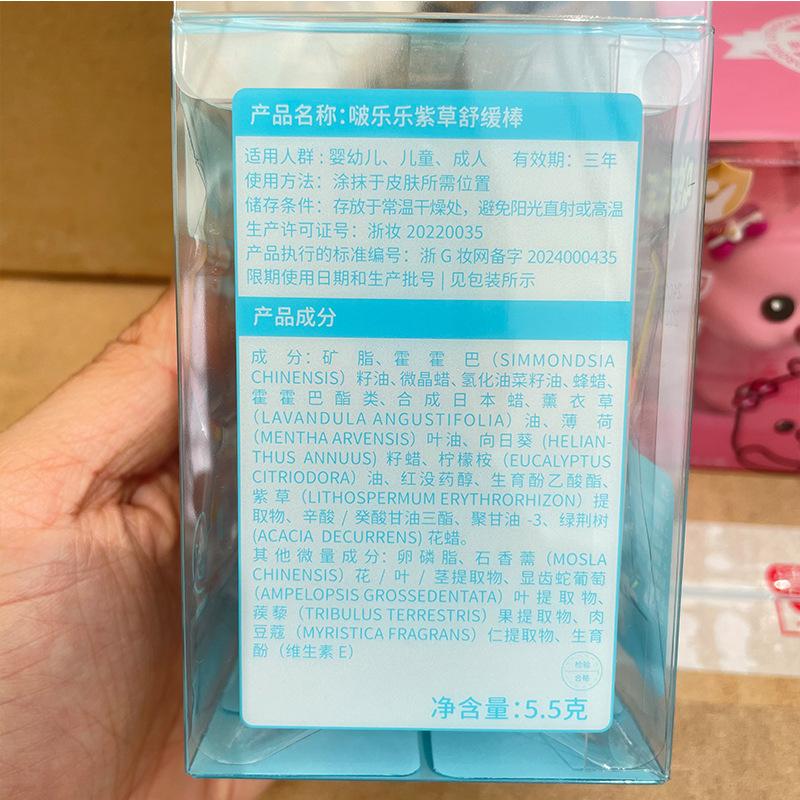 产品名称:啵乐乐紫草舒缓棒
适用人群：婴幼儿、儿童、成人 有效期：三年
使用方法：涂抹于皮肤所需位置
储存条件：存放于常温干燥处，避免阳光直射或高温
生产许可证号：浙妆 20220035
产品执行的标准编号：浙 G 妆网备字 2024000435
限期使用日期和生产批号 | 见包装所示
产品成分
成分：矿脂、霍霍巴（SIMMONDSIA
CHINENSIS）籽油、微晶蜡、氢化油菜籽油、蜂蜡、
霍霍巴酯类、合成日本蜡、薰衣草
(LAVANDULA ANGUSTIFOLIA）油、薄荷
（MENTHA ARVENSIS）叶油、向日葵 (HELIAN-
THUS ANNUUS) 籽蜡、柠檬桉（EUCALYPTUS
CITRIODORA）油、红没药醇、生育酚乙酸酯、
紫草（LITHOSPERMUM ERYTHRORHIZON）提
取物、辛酸 / 癸酸甘油三酯、聚甘油 -3、绿荆树
(ACACIA DECURRENS) 花蜡。
其他微量成分：卵磷脂、石香薷（MOSLA
CHINENSIS）花 / 叶 / 茎提取物、显齿蛇葡萄
(AMPELOPSIS GROSSEDENTATA) 叶提取物、
蒺藜（TRIBULUS TERRESTRIS）果提取物、肉
豆蔻（MYRISTICA FRAGRANS）仁提取物、生育
酚（维生素 E）
检验
合格
净含量:5.5克